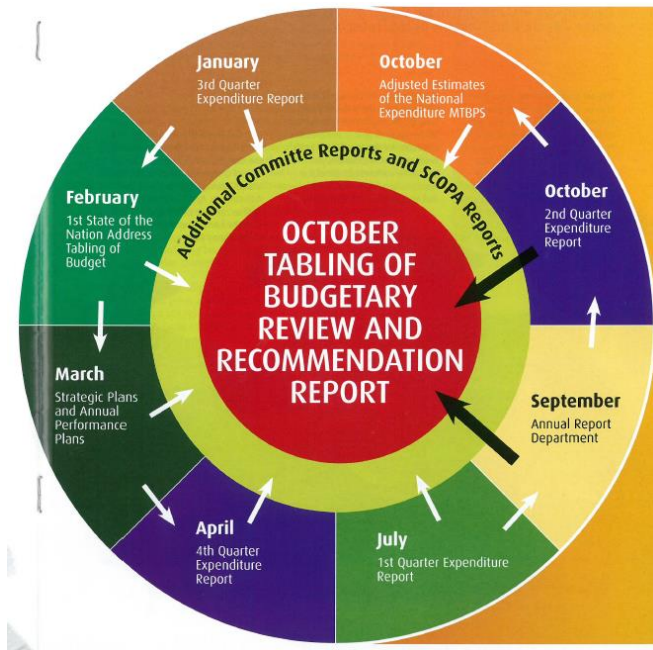 January
3rd Quarter
Expenditure Report
October
Adjusted Estimates
of the National
Expenditure MTBPS
February
1st State of the
Nation Address
Tabling of
Budget
Additional Committe Reports and SCOPA Reports
October
2nd Quarter
Expenditure
Report
OCTOBER
TABLING OF
BUDGETARY
REVIEW AND
RECOMMENDATION
REPORT
March
Strategic Plans
and Annual
Performance
Plans
September
Annual Report
Department
April
4th Quarter
Expenditure
Report
July
1st Quarter Expenditure
Report